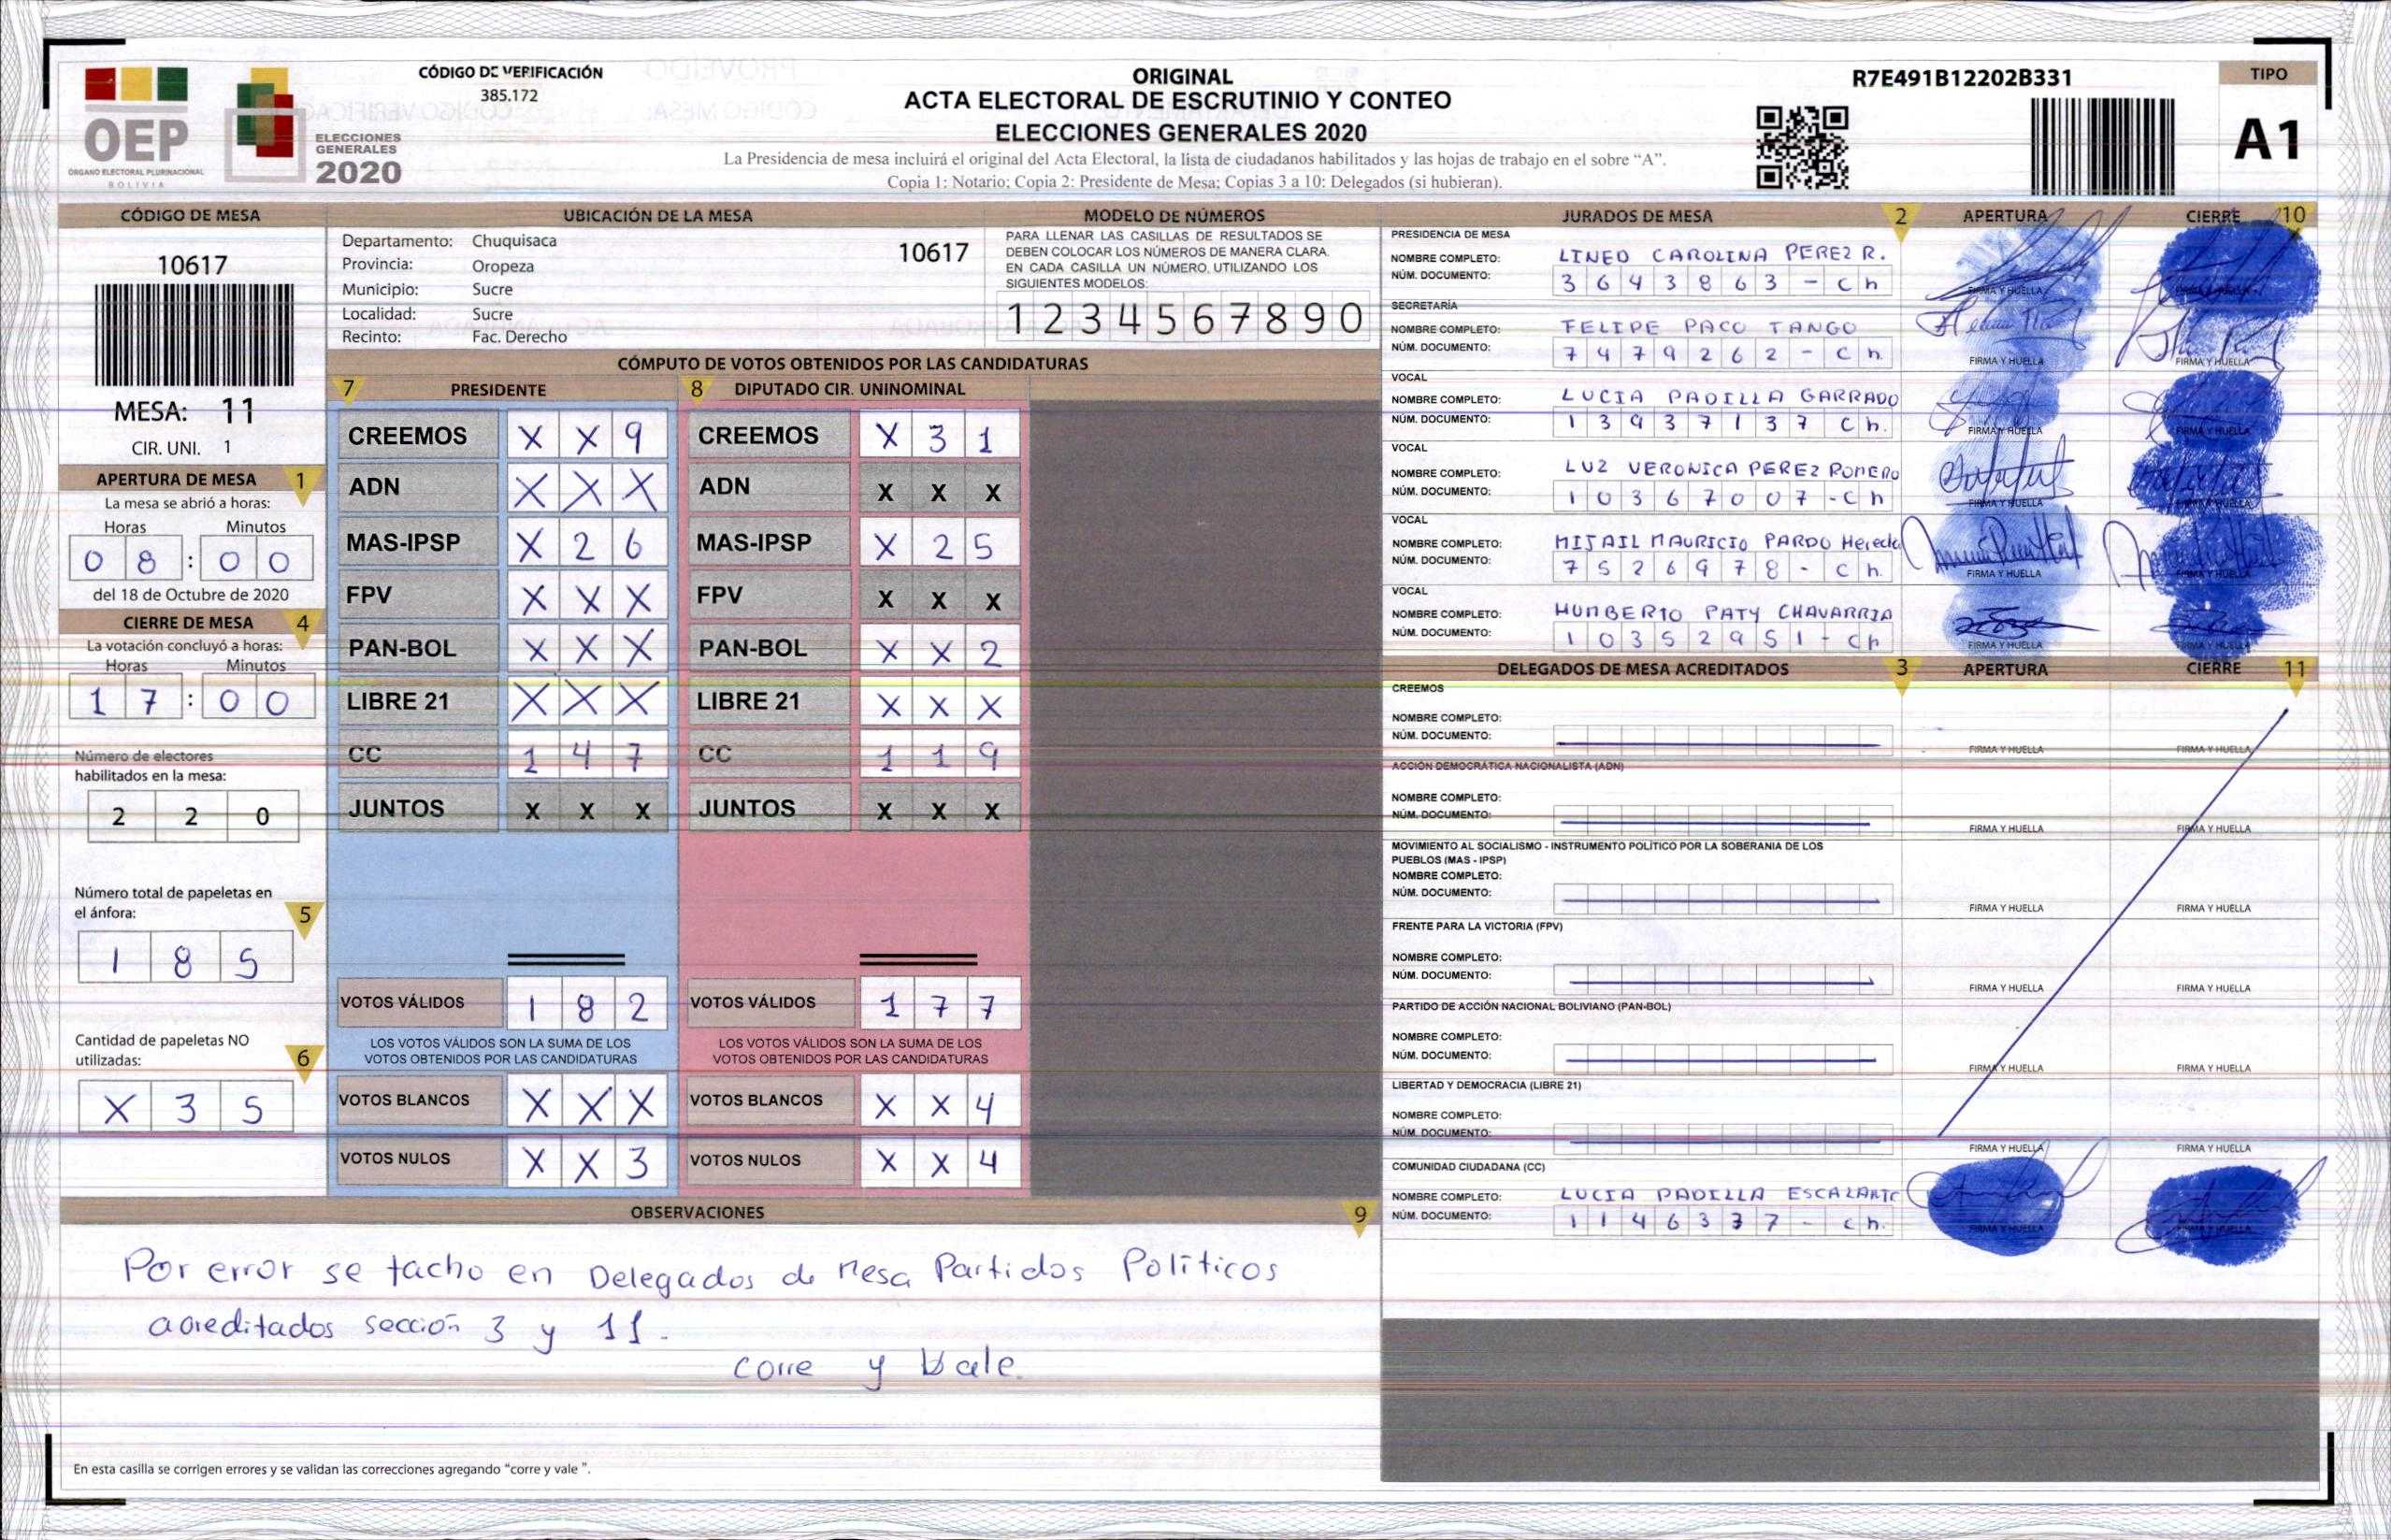 OEP
ÓRGANO ELECTORAL PLURINACIONAL
BOLIVIA
ELECCIONES
GENERALES
2020
CÓDIGO DE VERIFICACIÓN
385.172
ORIGINAL
ACTA ELECTORAL DE ESCRUTINIO Y CONTEO
ELECCIONES GENERALES 2020
La Presidencia de mesa incluirá el original del Acta Electoral, la lista de ciudadanos habilitados y las hojas de trabajo en el sobre “A”.
Copia 1: Notario; Copia 2: Presidente de Mesa; Copias 3 a 10: Delegados (si hubieran).
R7E491B12202B331
TIPO
A1
CÓDIGO DE MESA
10617
MESA: 11
CIR. UNI. 1
APERTURA DE MESA 1
La mesa se abrió a horas:
Horas Minutos
0 8 : 0 0
del 18 de Octubre de 2020
CIERRE DE MESA 4
La votación concluyó a horas:
Horas Minutos
1 7 : 0 0
Número de electores
habilitados en la mesa:
2 2 0
Número total de papeletas en
el ánfora: 5
1 8 5
Cantidad de papeletas NO
utilizadas: 6
X 3 5
UBICACIÓN DE LA MESA
Departamento: Chuquisaca 10617
Provincia: Oropeza
Municipio: Sucre
Localidad: Sucre
Recinto: Fac. Derecho
MODELO DE NÚMEROS
PARA LLENAR LAS CASILLAS DE RESULTADOS SE
DEBEN COLOCAR LOS NÚMEROS DE MANERA CLARA.
EN CADA CASILLA UN NÚMERO, UTILIZANDO LOS
SIGUIENTES MODELOS:
1 2 3 4 5 6 7 8 9 0
CÓMPUTO DE VOTOS OBTENIDOS POR LAS CANDIDATURAS
7 PRESIDENTE 8 DIPUTADO CIR. UNINOMINAL
CREEMOS X X 9 CREEMOS X 3 1
ADN X X X ADN X X X
MAS-IPSP X 2 6 MAS-IPSP X 2 5
FPV X X X FPV X X X
PAN-BOL X X X PAN-BOL X X 2
LIBRE 21 X X X LIBRE 21 X X X
CC 1 4 7 CC 1 1 9
JUNTOS X X X JUNTOS X X X
VOTOS VÁLIDOS 1 8 2 VOTOS VÁLIDOS 1 7 7
LOS VOTOS VÁLIDOS SON LA SUMA DE LOS LOS VOTOS VÁLIDOS SON LA SUMA DE LOS
VOTOS OBTENIDOS POR LAS CANDIDATURAS VOTOS OBTENIDOS POR LAS CANDIDATURAS
VOTOS BLANCOS X X X VOTOS BLANCOS X X 4
VOTOS NULOS X X 3 VOTOS NULOS X X 4
OBSERVACIONES 9
Por error se tacho en Delegados de Mesa Partidos Políticos
acreditados sección 3 y 11.
corre y vale.
En esta casilla se corrigen errores y se validan las correcciones agregando “corre y vale ”.
JURADOS DE MESA 2 APERTURA CIERRE 10
PRESIDENCIA DE MESA
NOMBRE COMPLETO: LINEO CAROLINA PEREZ R.
NÚM. DOCUMENTO: 3 6 4 3 8 6 3 - C h
FIRMA Y HUELLA FIRMA Y HUELLA
SECRETARÍA
NOMBRE COMPLETO: FELIPE PACO TANGO
NÚM. DOCUMENTO: 7 4 7 9 2 6 2 - C h
FIRMA Y HUELLA FIRMA Y HUELLA
VOCAL
NOMBRE COMPLETO: LUCIA PADILLA GARRADO
NÚM. DOCUMENTO: 1 3 9 3 7 1 3 7 C h.
FIRMA Y HUELLA FIRMA Y HUELLA
VOCAL
NOMBRE COMPLETO: LUZ VERONICA PEREZ ROMERO
NÚM. DOCUMENTO: 1 0 3 6 7 0 0 7 - C h
FIRMA Y HUELLA FIRMA Y HUELLA
VOCAL
NOMBRE COMPLETO: MIJAIL MAURICIO PARDO
NÚM. DOCUMENTO: 7 5 2 6 9 7 8 - C h.
FIRMA Y HUELLA FIRMA Y HUELLA
VOCAL
NOMBRE COMPLETO: HUMBERTO PATY CHAVARRIA
NÚM. DOCUMENTO: 1 0 3 5 2 9 5 1 - C h
FIRMA Y HUELLA FIRMA Y HUELLA
DELEGADOS DE MESA ACREDITADOS 3 APERTURA CIERRE 11
CREEMOS
NOMBRE COMPLETO:
NÚM. DOCUMENTO:
FIRMA Y HUELLA FIRMA Y HUELLA
ACCIÓN DEMOCRÁTICA NACIONALISTA (ADN)
NOMBRE COMPLETO:
NÚM. DOCUMENTO:
FIRMA Y HUELLA FIRMA Y HUELLA
MOVIMIENTO AL SOCIALISMO - INSTRUMENTO POLÍTICO POR LA SOBERANIA DE LOS
PUEBLOS (MAS - IPSP)
NOMBRE COMPLETO:
NÚM. DOCUMENTO:
FIRMA Y HUELLA FIRMA Y HUELLA
FRENTE PARA LA VICTORIA (FPV)
NOMBRE COMPLETO:
NÚM. DOCUMENTO:
FIRMA Y HUELLA FIRMA Y HUELLA
PARTIDO DE ACCIÓN NACIONAL BOLIVIANO (PAN-BOL)
NOMBRE COMPLETO:
NÚM. DOCUMENTO:
FIRMA Y HUELLA FIRMA Y HUELLA
LIBERTAD Y DEMOCRACIA (LIBRE 21)
NOMBRE COMPLETO:
NÚM. DOCUMENTO:
FIRMA Y HUELLA FIRMA Y HUELLA
COMUNIDAD CIUDADANA (CC)
NOMBRE COMPLETO: LUCIA PADILLA ESCALANTE
NÚM. DOCUMENTO: 1 1 4 6 3 3 7 - C h.
FIRMA Y HUELLA FIRMA Y HUELLA